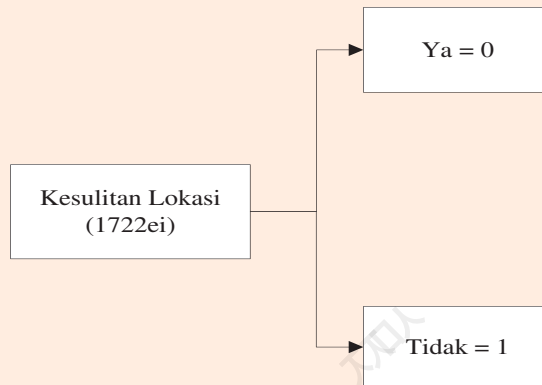 Ya = 0
Kesulitan Lokasi
(1722ei)
Tidak = 1